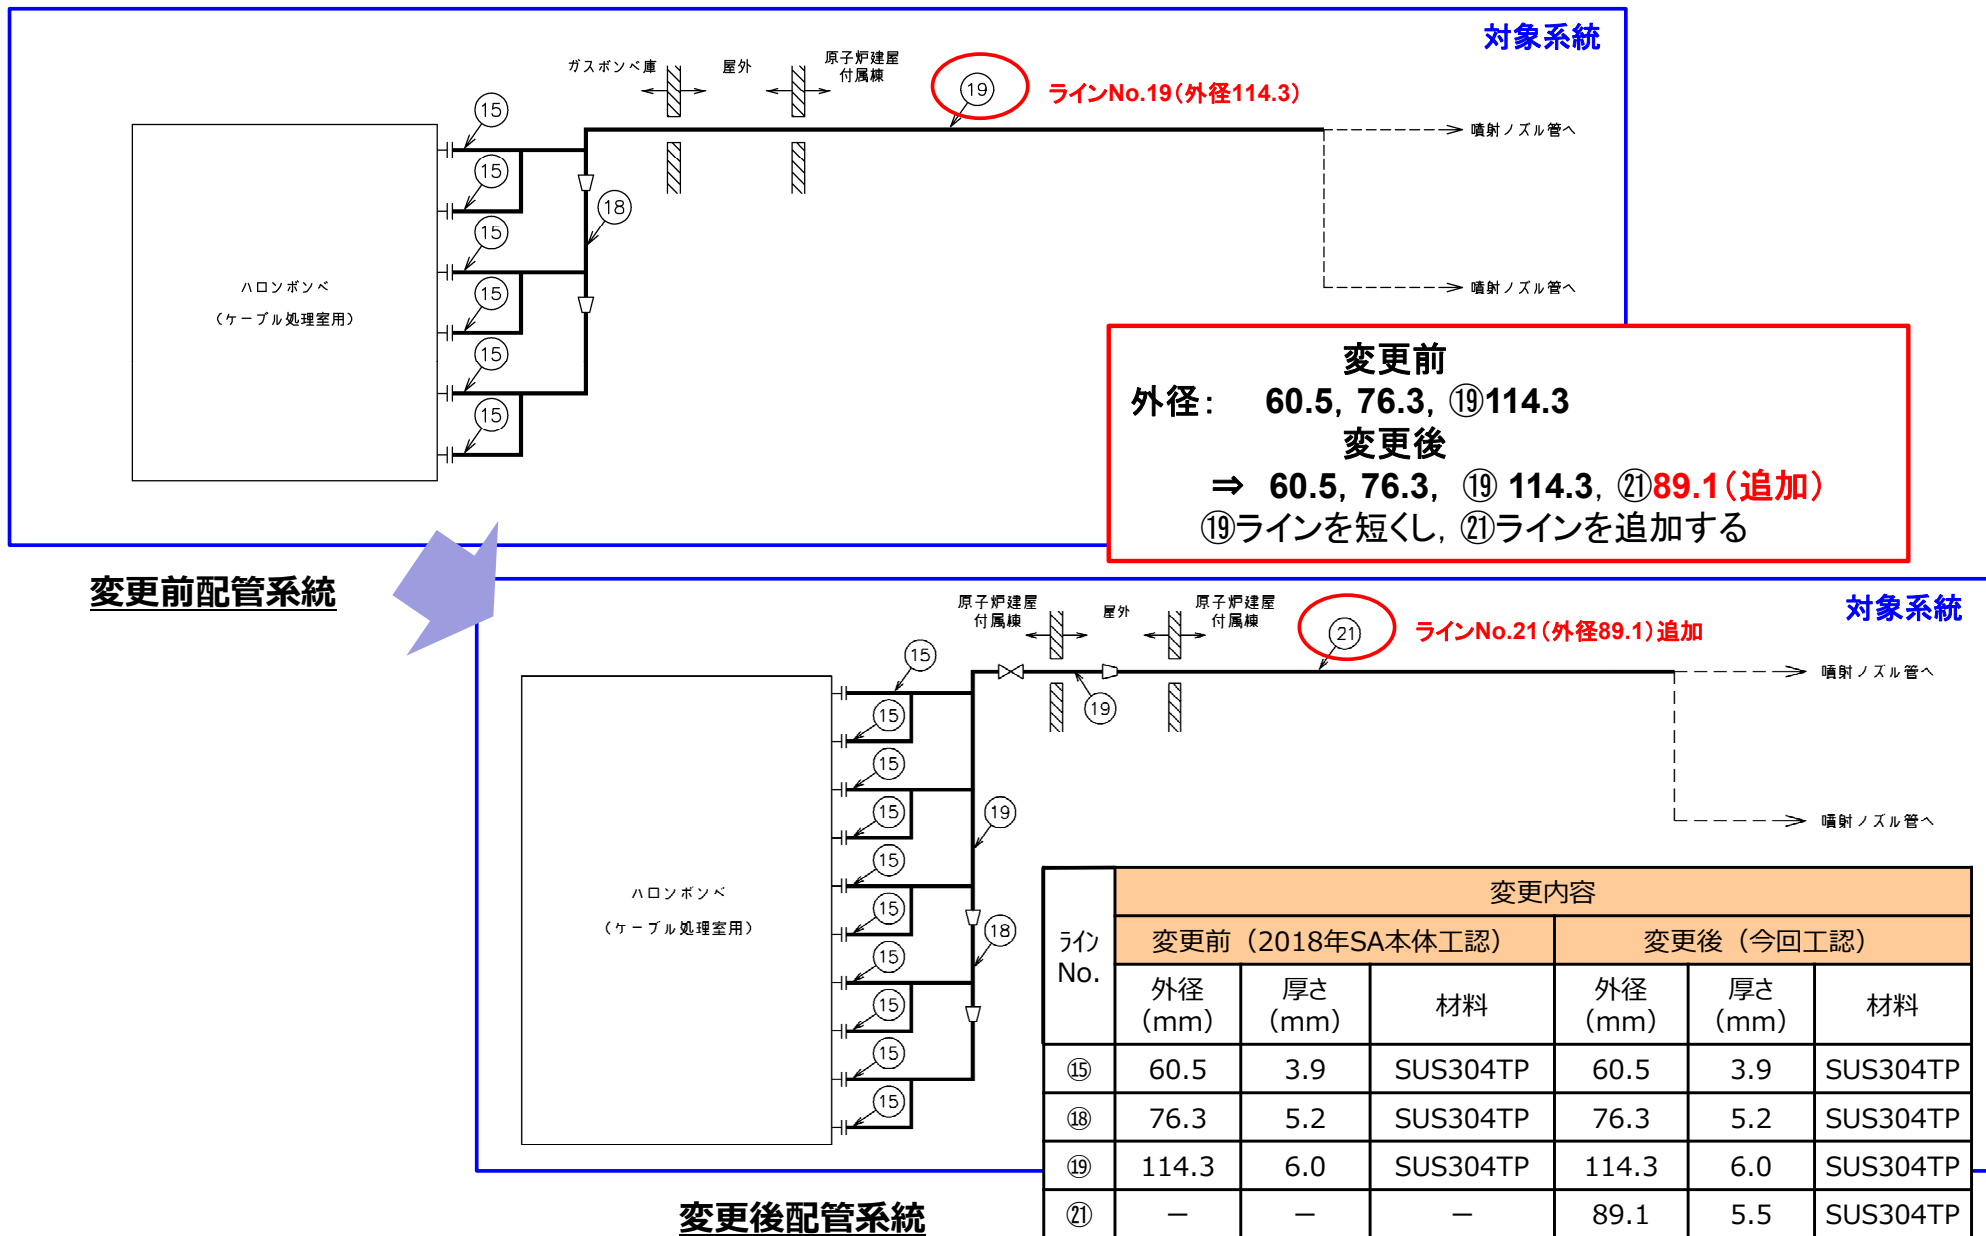 対象系統
ガスボンベ庫
屋外
原子炉建屋
付属棟
19
ラインNo.19(外径114.3)
15
15
15
15
15
15
18
噴射ノズル管へ
噴射ノズル管へ
ハロンボンベ
(ケーブル処理室用)
変更前
外径: 60.5, 76.3, ⑲114.3
変更後
⇒ 60.5, 76.3, ⑲ 114.3, ㉑89.1(追加)
⑲ラインを短くし, ㉑ラインを追加する
変更前配管系統
対象系統
原子炉建屋
付属棟
屋外
原子炉建屋
付属棟
21
ラインNo.21(外径89.1)追加
15
15
15
15
15
15
15
15
15
15
19
19
18
噴射ノズル管へ
噴射ノズル管へ
ハロンボンベ
(ケーブル処理室用)
ライン No. 変更内容
変更前(2018年SA本体工認) 変更後(今回工認)
外径(mm) 厚さ(mm) 材料 外径(mm) 厚さ(mm) 材料
⑮ 60.5 3.9 SUS304TP 60.5 3.9 SUS304TP
⑱ 76.3 5.2 SUS304TP 76.3 5.2 SUS304TP
⑲ 114.3 6.0 SUS304TP 114.3 6.0 SUS304TP
㉑ − − − 89.1 5.5 SUS304TP
変更後配管系統